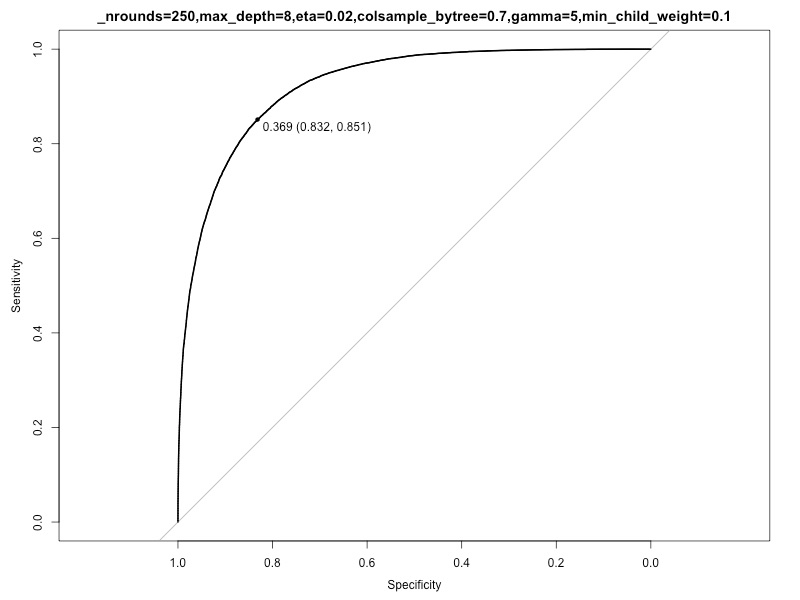 _nrounds=250,max_depth=8,eta=0.02,colsample_bytree=0.7,gamma=5,min_child_weight=0.1
1.0
0.8
0.6
0.4
0.2
0.0
Sensitivity
0.369 (0.832, 0.851)
1.0 0.8 0.6 0.4 0.2 0.0
Specificity